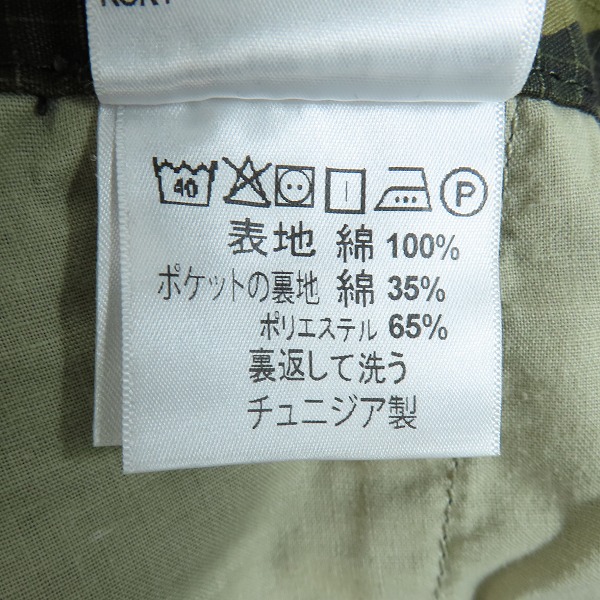 40
P
表地 綿 100%
ポケットの裏地 綿 35%
ポリエステル 65%
裏返して洗う
チュニジア製